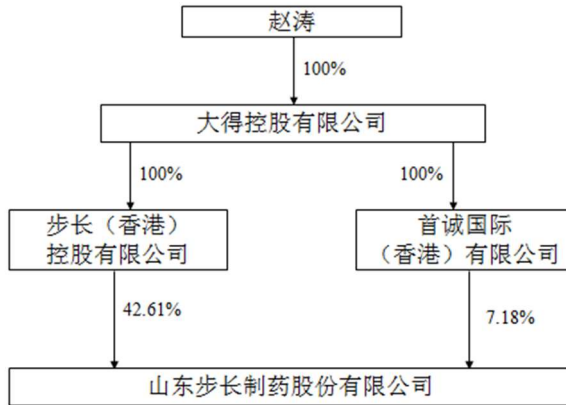 赵涛
100%
大得控股有限公司
100%
100%
步长（香港）
控股有限公司
首诚国际
（香港）有限公司
42.61%
7.18%
山东步长制药股份有限公司